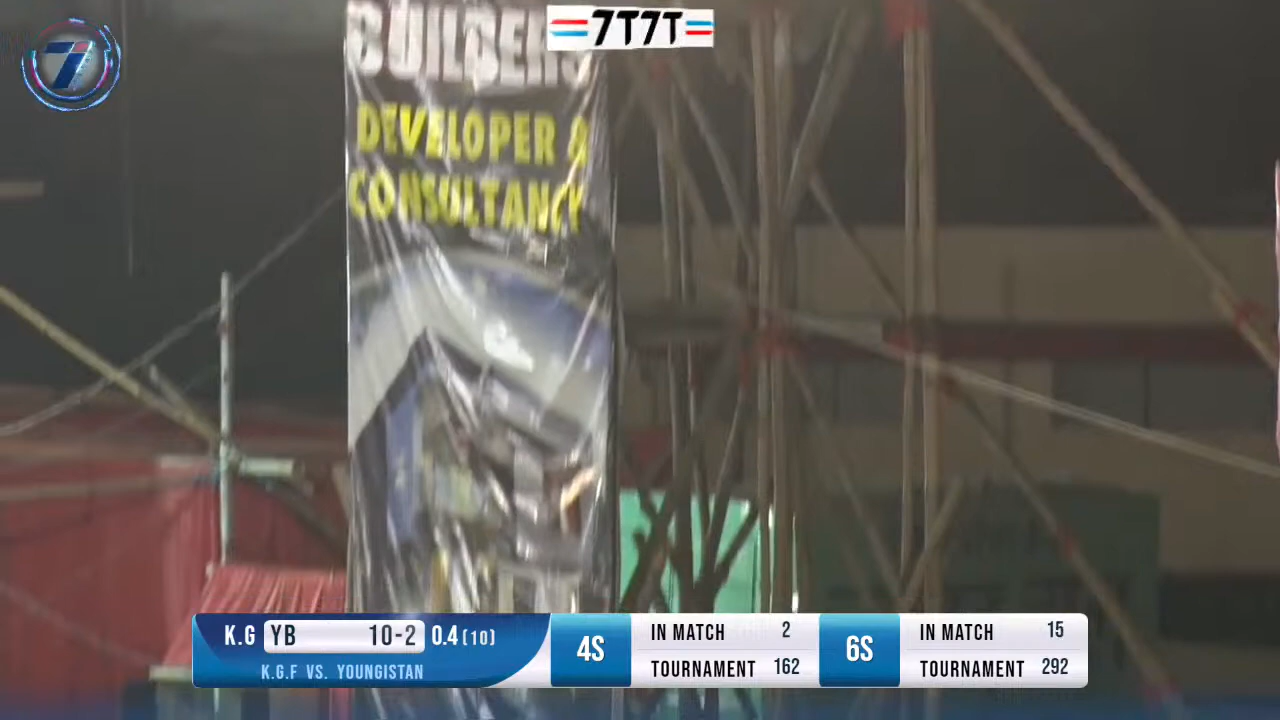 7
7T7T
BUILDERS
DEVELOPER &
CONSULTANCY
K.G YB 10-2 0.4 (10)
K.G.F VS. YOUNGISTAN
4S
IN MATCH 2
TOURNAMENT 162
6S
IN MATCH 15
TOURNAMENT 292